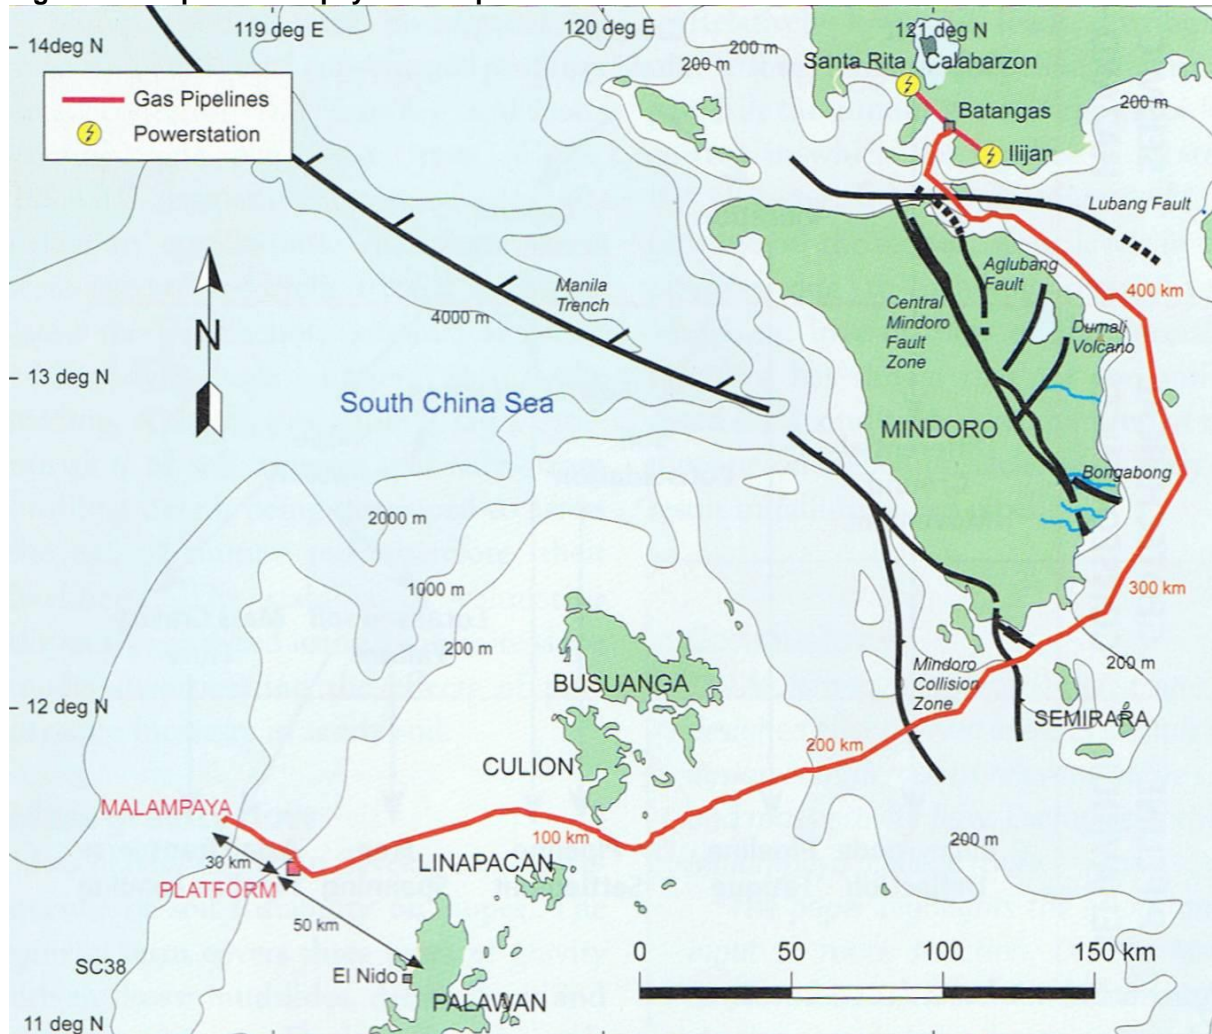 119 deg E
120 deg E
121 deg N
14deg N
200 m
200 m
Santa Rita / Calabarzon
Gas Pipelines
Powerstation
Batangas
200 m
Ilijan
Lubang Fault
Manila
Trench
4000 m
Aglubang
Fault
400 km
Central
Mindoro
Fault
Zone
Dumali
Volcano
N
13 deg N
South China Sea
MINDORO
Bongabong
2000 m
1000 m
300 km
200 m
BUSUANGA
Mindoro
Collision
Zone
200 m
12 deg N
SEMIRARA
200 km
CULION
MALAMPAYA
100 km
200 m
30 km
LINAPACAN
PLATFORM
50 km
0 50 100 150 km
SC38
El Nido
PALAWAN
11 deg N